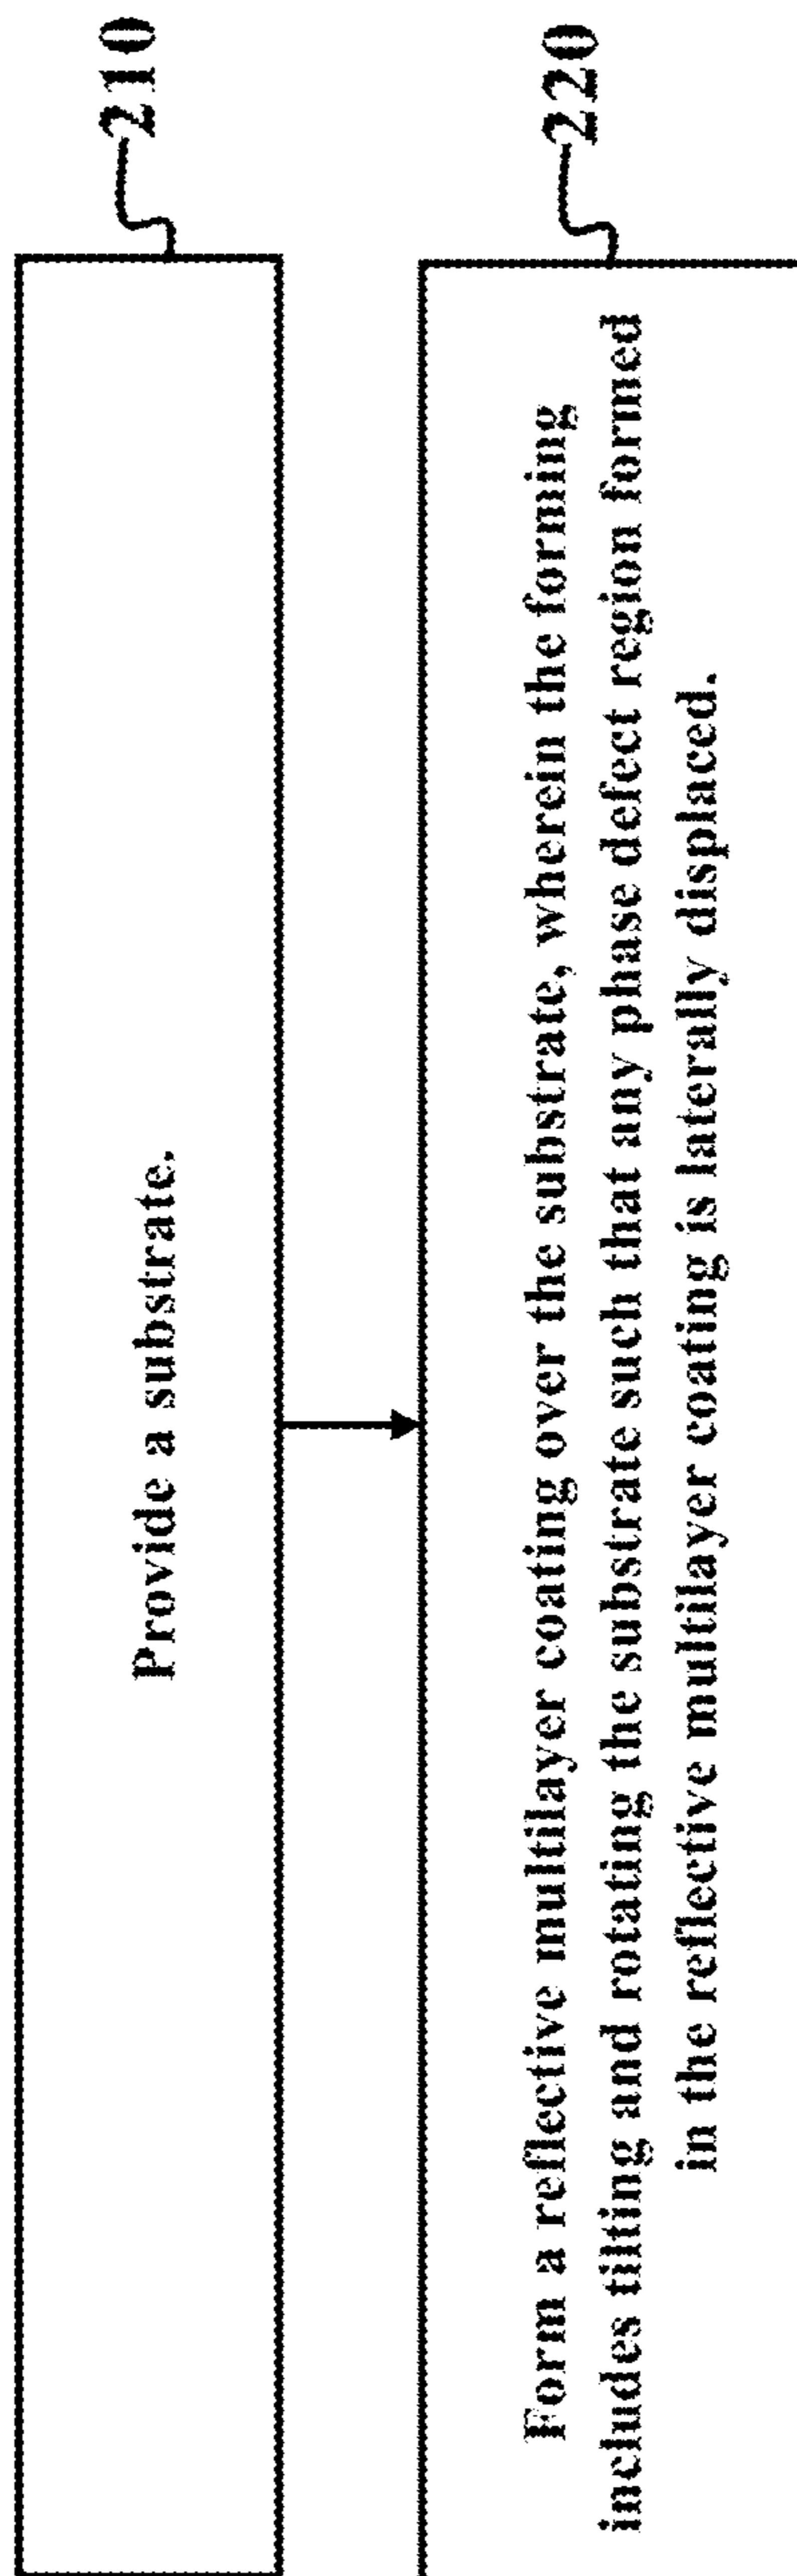 Provide a substrate.
210
Form a reflective multilayer coating over the substrate, wherein the forming
includes tilting and rotating the substrate such that any phase defect region formed
in the reflective multilayer coating is laterally displaced.
220